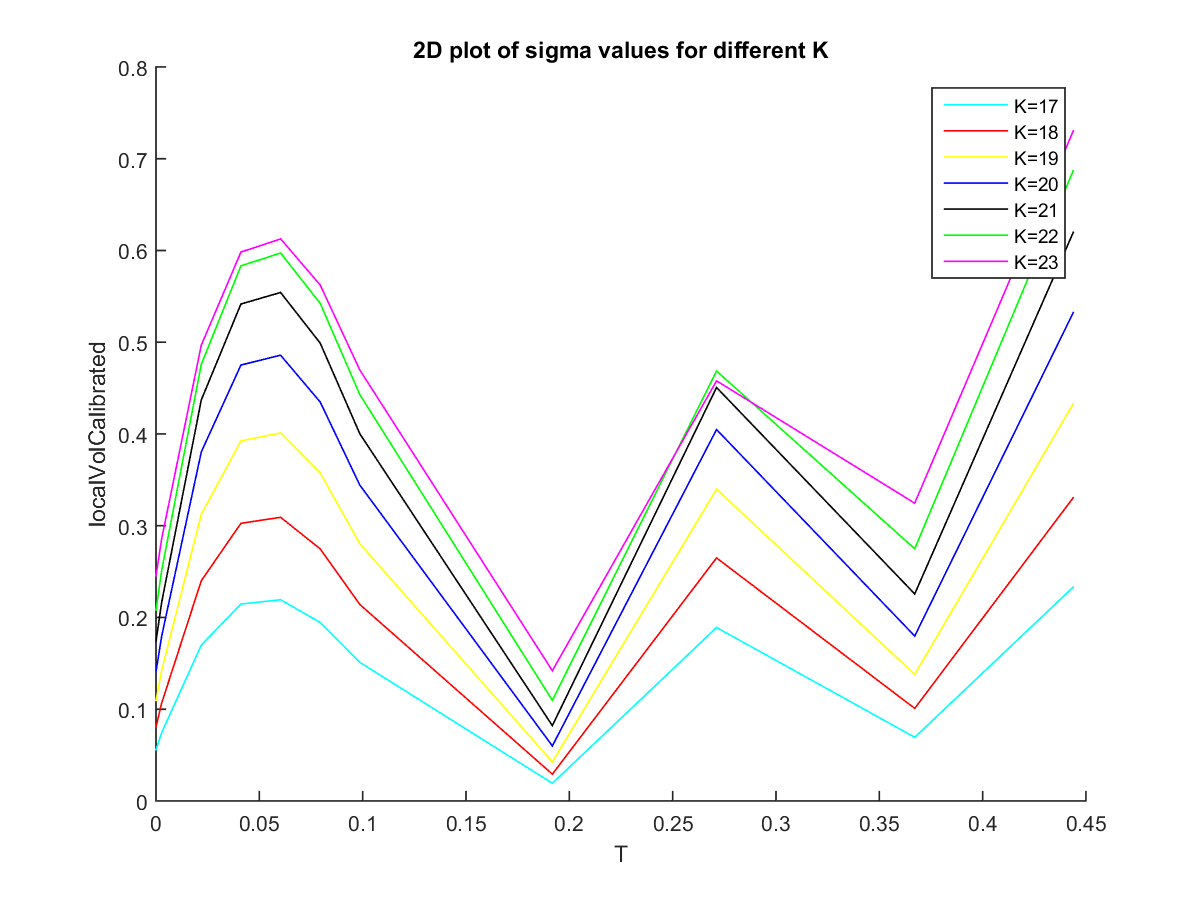 2D plot of sigma values for different K
0.8
0.7
0.6
0.5
0.4
0.3
0.2
0.1
0
localVolCalibrated
K=17
K=18
K=19
K=20
K=21
K=22
K=23
0 0.05 0.1 0.15 0.2 0.25 0.3 0.35 0.4 0.45
T